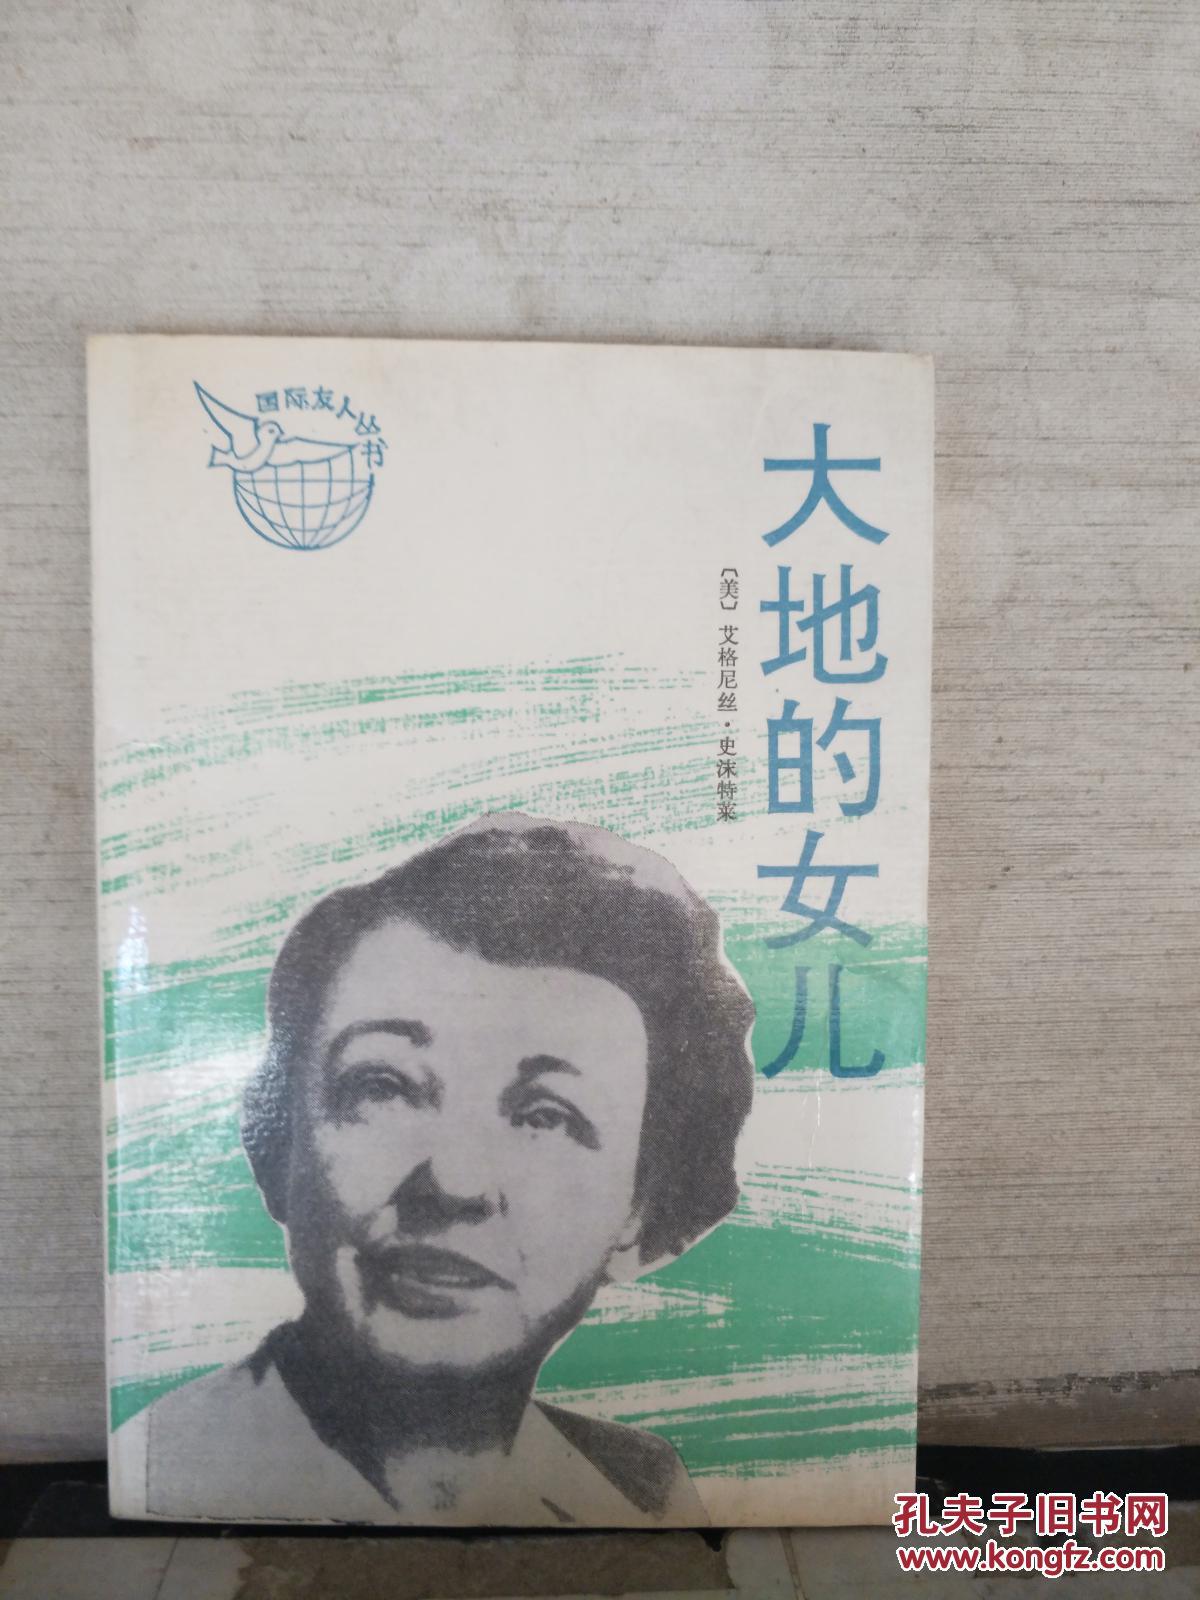 国际友人丛书
大地的女儿
〔美〕艾格尼丝·史沫特莱
孔夫子旧书网
www.kongfz.com